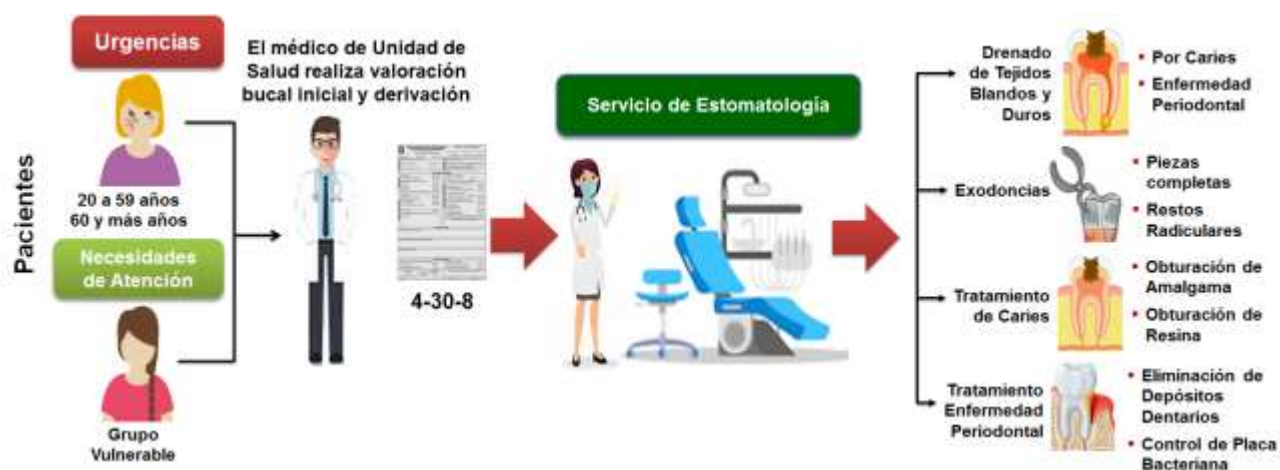 Pacientes
Urgencias
20 a 59 años
60 y más años
Necesidades
de Atención
Grupo
Vulnerable
El médico de Unidad de
Salud realiza valoración
bucal inicial y derivación
4-30-8
Servicio de Estomatología
Drenado
de Tejidos
Blandos y
Duros
Por Caries
Enfermedad
Periodontal
Exodoncias
Piezas
completas
Restos
Radiculares
Tratamiento
de Caries
Obturación de
Amalgama
Obturación de
Resina
Tratamiento
Enfermedad
Periodontal
Eliminación de
Depósitos
Dentarios
Control de Placa
Bacteriana